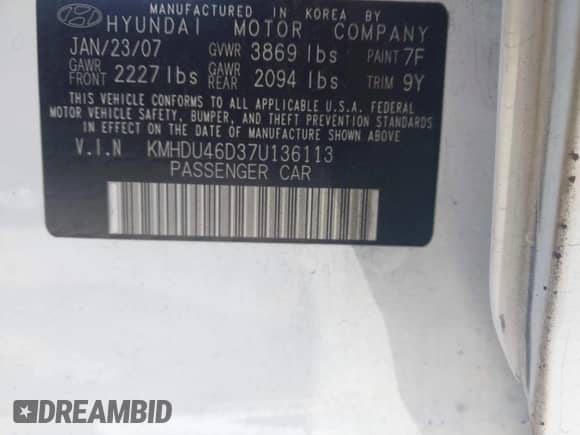 MANUFACTURED IN KOREA BY
HYUNDAI MOTOR COMPANY
JAN/23/07 GVWR 3869 lbs PAINT 7F
GAWR FRONT 2227 lbs GAWR REAR 2094 lbs TRIM 9Y
THIS VEHICLE CONFORMS TO ALL APPLICABLE U.S.A. FEDERAL
MOTOR VEHICLE SAFETY, BUMPER, AND THEFT PREVENTION STANDARDS
IN EFFECT ON THE DATE OF MANUFACTURE SHOWN ABOVE.
V.I.N KMHDU46D37U136113
PASSENGER CAR
DREAMBID